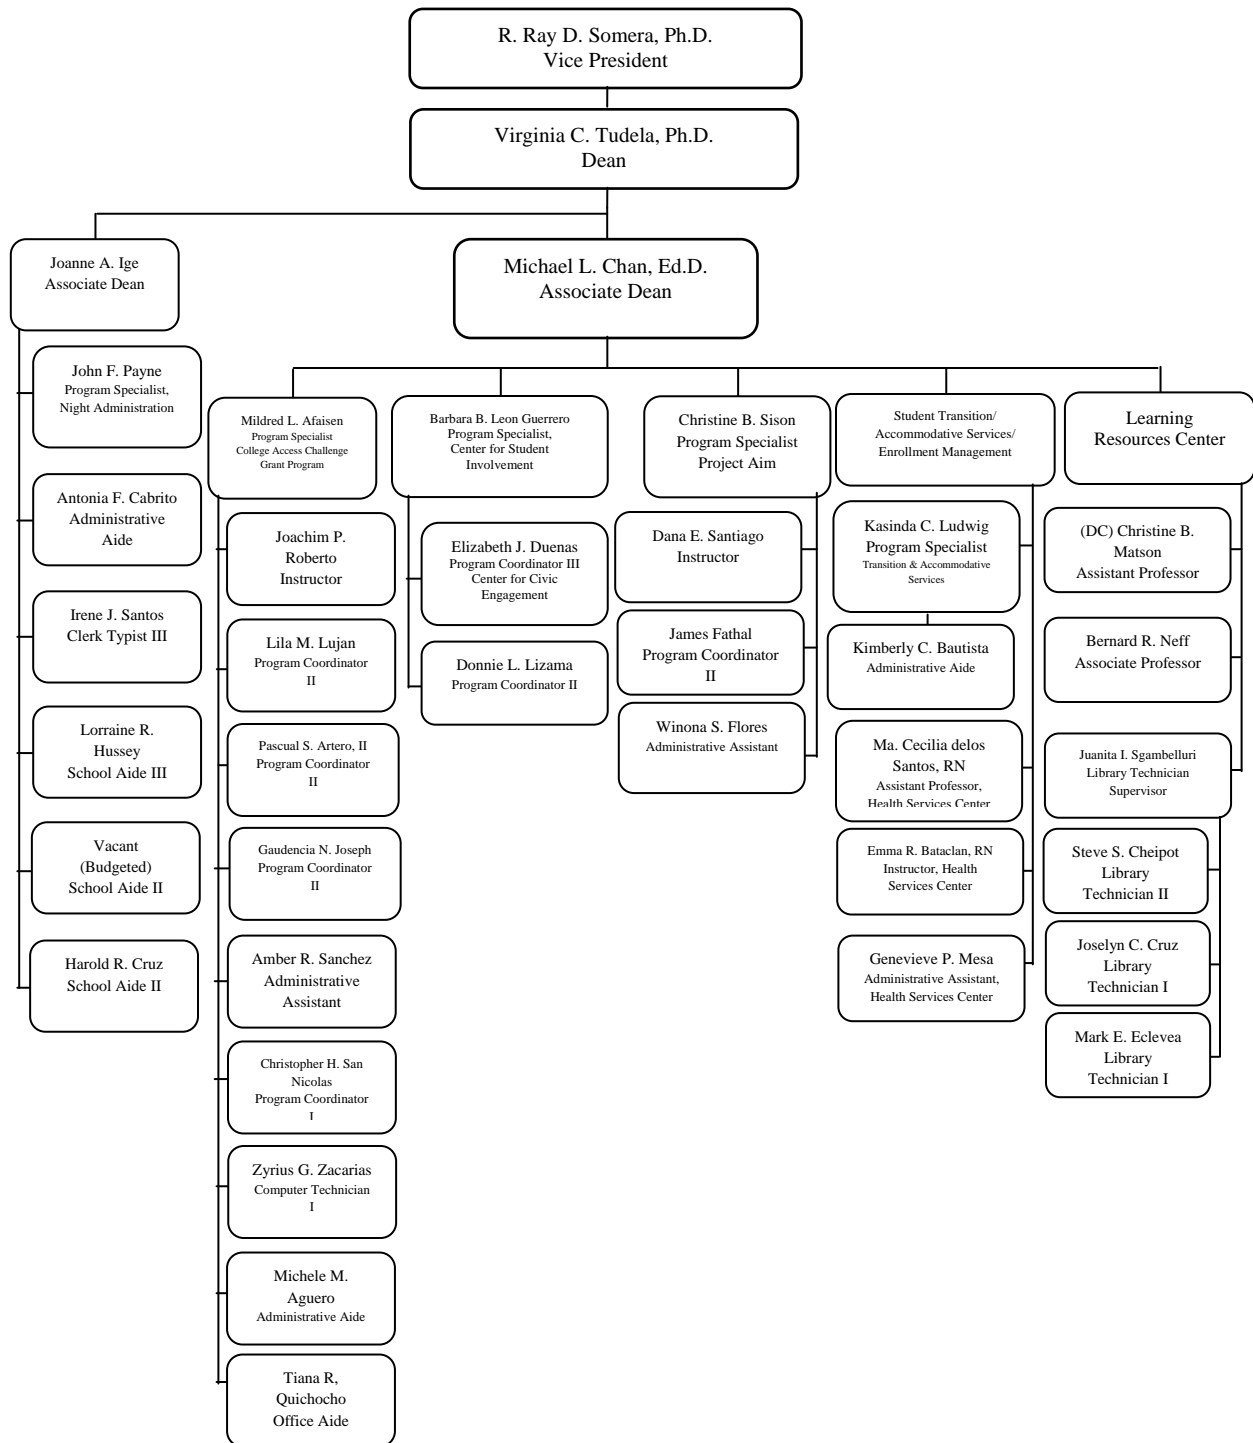 R. Ray D. Somera, Ph.D.
Vice President
Virginia C. Tudela, Ph.D.
Dean
Joanne A. Ige
Associate Dean
Michael L. Chan, Ed.D.
Associate Dean
John F. Payne
Program Specialist,
Night Administration
Antonia F. Cabrito
Administrative
Aide
Irene J. Santos
Clerk Typist III
Lorraine R.
Hussey
School Aide III
Vacant
(Budgeted)
School Aide II
Harold R. Cruz
School Aide II
Mildred L. Afaisen
Program Specialist
College Access Challenge
Grant Program
Joachim P.
Roberto
Instructor
Lila M. Lujan
Program Coordinator
II
Pascual S. Artero, II
Program Coordinator
II
Gaudencia N. Joseph
Program Coordinator
II
Amber R. Sanchez
Administrative
Assistant
Christopher H. San
Nicolas
Program Coordinator
I
Zyrius G. Zacarias
Computer Technician
I
Michele M.
Aguero
Administrative Aide
Tiana R,
Quichocho
Office Aide
Barbara B. Leon Guerrero
Program Specialist,
Center for Student
Involvement
Elizabeth J. Duenas
Program Coordinator III
Center for Civic
Engagement
Donnie L. Lizama
Program Coordinator II
Christine B. Sison
Program Specialist
Project Aim
Dana E. Santiago
Instructor
James Fathal
Program Coordinator
II
Winona S. Flores
Administrative Assistant
Student Transition/
Accommodative Services/
Enrollment Management
Kasinda C. Ludwig
Program Specialist
Transition & Accommodative
Services
Kimberly C. Bautista
Administrative Aide
Ma. Cecilia delos
Santos, RN
Assistant Professor,
Health Services Center
Emma R. Bataclan, RN
Instructor, Health
Services Center
Genevieve P. Mesa
Administrative Assistant,
Health Services Center
Learning
Resources Center
(DC) Christine B.
Matson
Assistant Professor
Bernard R. Neff
Associate Professor
Juanita I. Sgambelluri
Library Technician
Supervisor
Steve S. Cheipot
Library
Technician II
Joselyn C. Cruz
Library
Technician I
Mark E. Eclevea
Library
Technician I